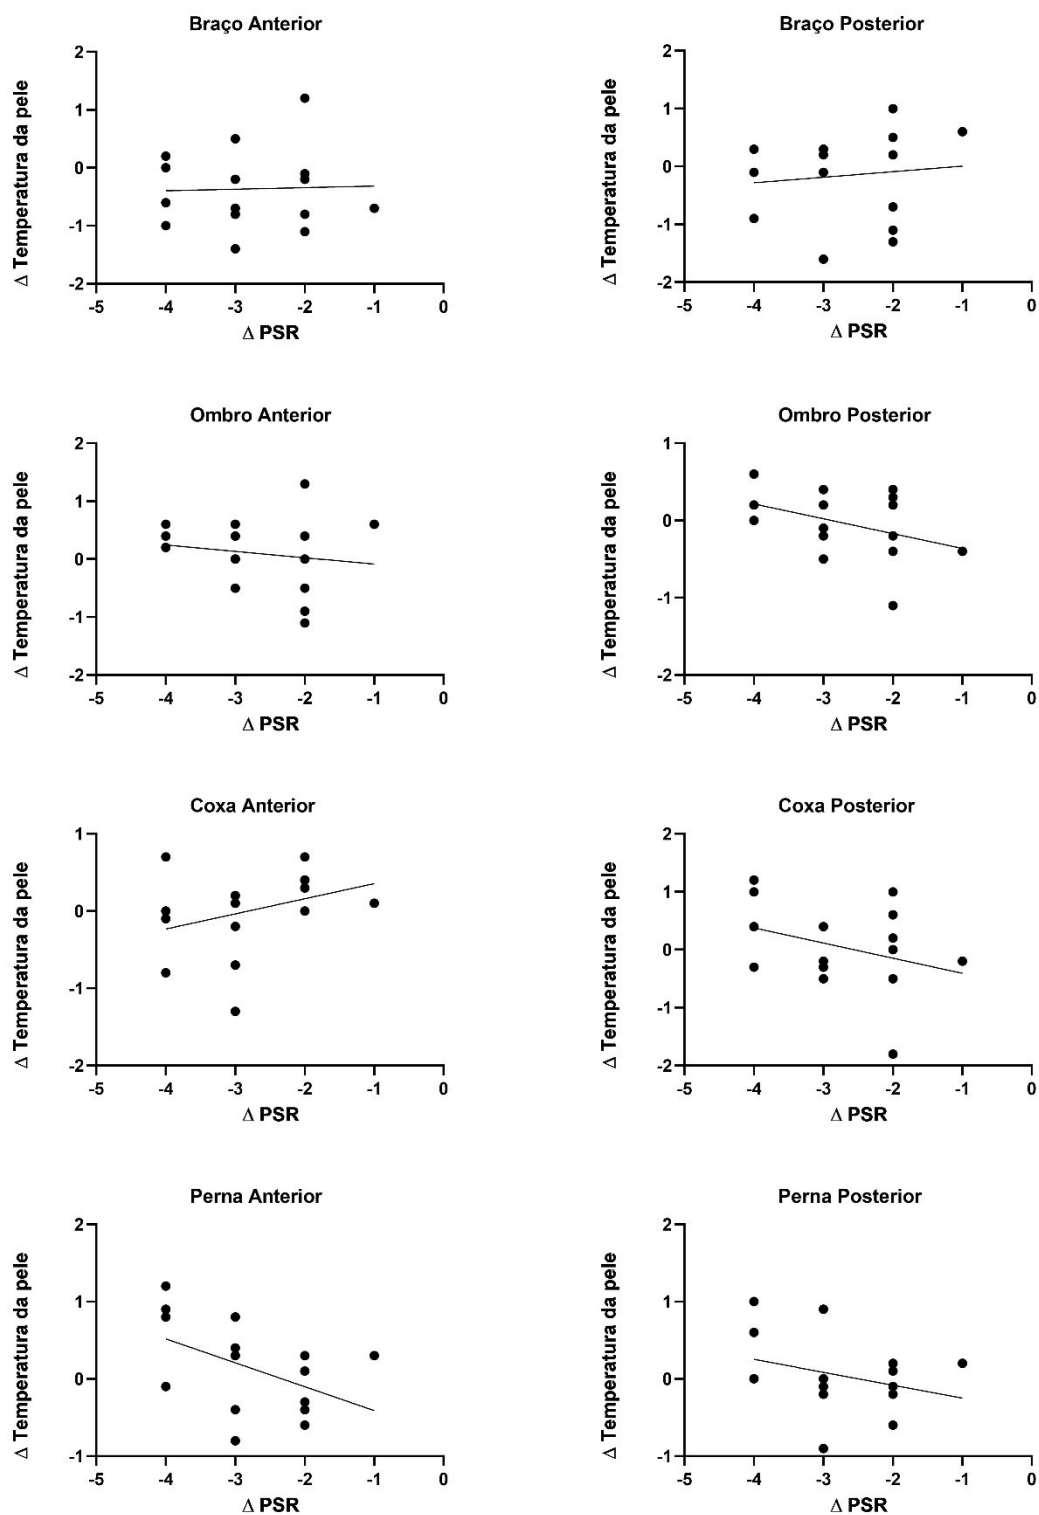 Braço Anterior
Δ Temperatura da pele
2
1
0
-1
-2
-5 -4 -3 -2 -1 0
Δ PSR
Braço Posterior
Δ Temperatura da pele
2
1
0
-1
-2
-5 -4 -3 -2 -1 0
Δ PSR
Ombro Anterior
Δ Temperatura da pele
2
1
0
-1
-2
-5 -4 -3 -2 -1 0
Δ PSR
Ombro Posterior
Δ Temperatura da pele
1
0
-1
-2
-5 -4 -3 -2 -1 0
Δ PSR
Coxa Anterior
Δ Temperatura da pele
1
0
-1
-2
-5 -4 -3 -2 -1 0
Δ PSR
Coxa Posterior
Δ Temperatura da pele
2
1
0
-1
-2
-5 -4 -3 -2 -1 0
Δ PSR
Perna Anterior
Δ Temperatura da pele
2
1
0
-1
-5 -4 -3 -2 -1 0
Δ PSR
Perna Posterior
Δ Temperatura da pele
2
1
0
-1
-5 -4 -3 -2 -1 0
Δ PSR